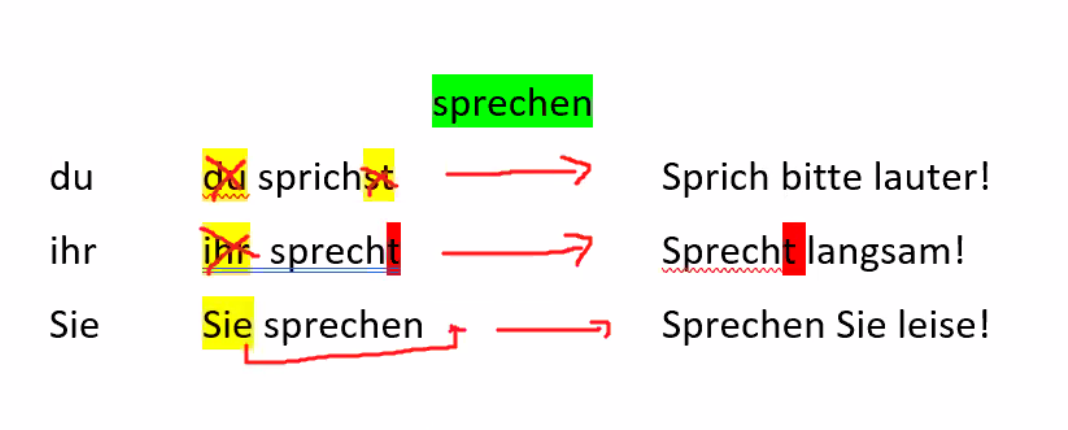 sprechen
du du sprichst Sprich bitte lauter!
ihr ihr sprecht Sprecht langsam!
Sie Sie sprechen Sprechen Sie leise!